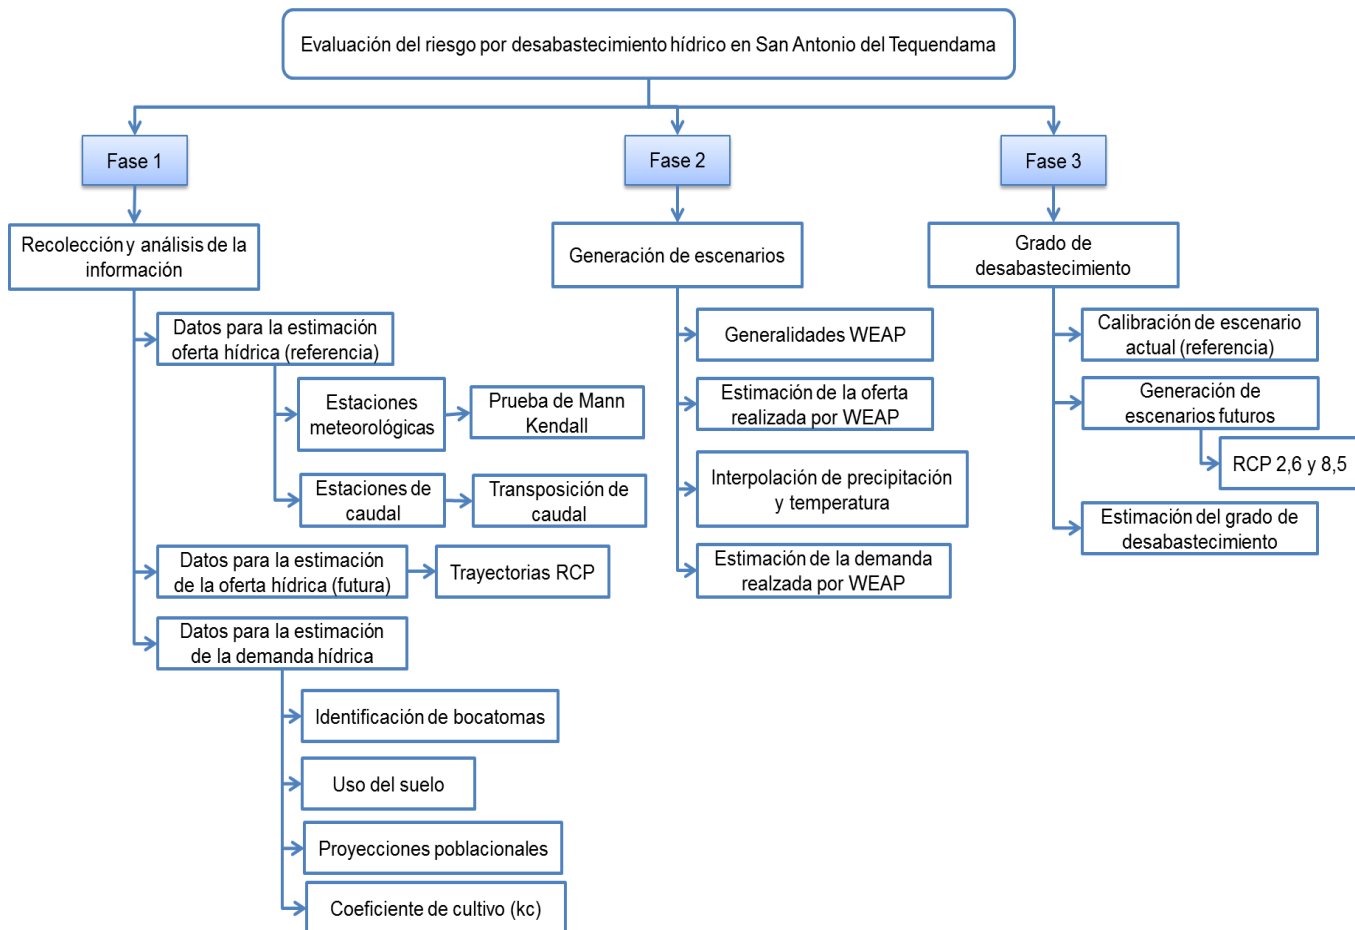 Evaluación del riesgo por desabastecimiento hídrico en San Antonio del Tequendama
Fase 1
Fase 2
Fase 3
Recolección y análisis de la
información
Datos para la estimación
oferta hídrica (referencia)
Estaciones
meteorológicas
Prueba de Mann
Kendall
Estaciones de
caudal
Transposición de
caudal
Datos para la estimación
de la oferta hídrica (futura)
Trayectorias RCP
Datos para la estimación
de la demanda hídrica
Identificación de bocatomas
Uso del suelo
Proyecciones poblacionales
Coeficiente de cultivo (kc)
Generación de escenarios
Generalidades WEAP
Estimación de la oferta
realizada por WEAP
Interpolación de precipitación
y temperatura
Estimación de la demanda
realzada por WEAP
Grado de
desabastecimiento
Calibración de escenario
actual (referencia)
Generación de
escenarios futuros
RCP 2,6 y 8,5
Estimación del grado de
desabastecimiento